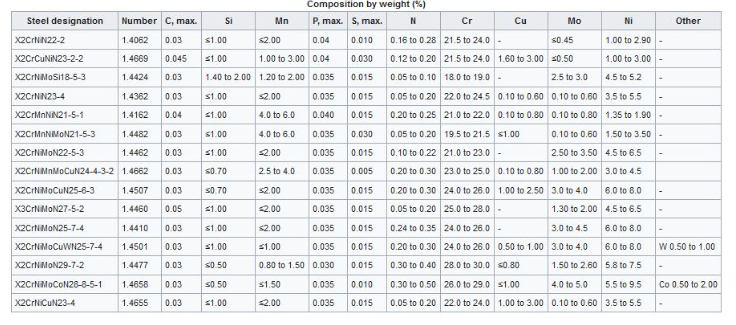 Composition by weight (%)
Steel designation Number C, max. Si Mn P, max. S, max. N Cr Cu Mo Ni Other
X2CrNiN22-2 1.4062 0.03 ≤1.00 ≤2.00 0.04 0.010 0.16 to 0.28 21.5 to 24.0 - ≤0.45 1.00 to 2.90 -
X2CrCuNiN23-2-2 1.4669 0.045 ≤1.00 1.00 to 3.00 0.04 0.030 0.12 to 0.20 21.5 to 24.0 1.60 to 3.00 ≤0.50 1.00 to 3.00 -
X2CrNiMoSi18-5-3 1.4424 0.03 1.40 to 2.00 1.20 to 2.00 0.035 0.015 0.05 to 0.10 18.0 to 19.0 - 2.5 to 3.0 4.5 to 5.2 -
X2CrNiN23-4 1.4362 0.03 ≤1.00 ≤2.00 0.035 0.015 0.05 to 0.20 22.0 to 24.5 0.10 to 0.60 0.10 to 0.60 3.5 to 5.5 -
X2CrMnNiN21-5-1 1.4162 0.04 ≤1.00 4.0 to 6.0 0.040 0.015 0.20 to 0.25 21.0 to 22.0 0.10 to 0.80 0.10 to 0.80 1.35 to 1.90 -
X2CrMnNiMoN21-5-3 1.4482 0.03 ≤1.00 4.0 to 6.0 0.035 0.030 0.05 to 0.20 19.5 to 21.5 ≤1.00 0.10 to 0.60 1.50 to 3.50 -
X2CrNiMoN22-5-3 1.4462 0.03 ≤1.00 ≤2.00 0.035 0.015 0.10 to 0.22 21.0 to 23.0 - 2.50 to 3.50 4.5 to 6.5 -
X2CrNiMnMoCuN24-4-3-2 1.4662 0.03 ≤0.70 2.5 to 4.0 0.035 0.005 0.20 to 0.30 23.0 to 25.0 0.10 to 0.80 1.00 to 2.00 3.0 to 4.5
X2CrNiMoCuN25-6-3 1.4507 0.03 ≤0.70 ≤2.00 0.035 0.015 0.20 to 0.30 24.0 to 26.0 1.00 to 2.50 3.0 to 4.0 6.0 to 8.0 -
X3CrNiMoN27-5-2 1.4460 0.05 ≤1.00 ≤2.00 0.035 0.015 0.05 to 0.20 25.0 to 28.0 - 1.30 to 2.00 4.5 to 6.5 -
X2CrNiMoN25-7-4 1.4410 0.03 ≤1.00 ≤2.00 0.035 0.015 0.24 to 0.35 24.0 to 26.0 - 3.0 to 4.5 6.0 to 8.0 -
X2CrNiMoCuWN25-7-4 1.4501 0.03 ≤1.00 ≤1.00 0.035 0.015 0.20 to 0.30 24.0 to 26.0 0.50 to 1.00 3.0 to 4.0 6.0 to 8.0 W 0.50 to 1.00
X2CrNiMoN29-7-2 1.4477 0.03 ≤0.50 0.80 to 1.50 0.030 0.015 0.30 to 0.40 28.0 to 30.0 ≤0.80 1.50 to 2.60 5.8 to 7.5 -
X2CrNiMoCoN28-8-5-1 1.4658 0.03 ≤0.50 ≤1.50 0.035 0.010 0.30 to 0.50 26.0 to 29.0 ≤1.00 4.0 to 5.0 5.5 to 9.5 Co 0.50 to 2.00
X2CrNiCuN23-4 1.4655 0.03 ≤1.00 ≤2.00 0.035 0.015 0.05 to 0.20 22.0 to 24.0 1.00 to 3.00 0.10 to 0.60 3.5 to 5.5 -